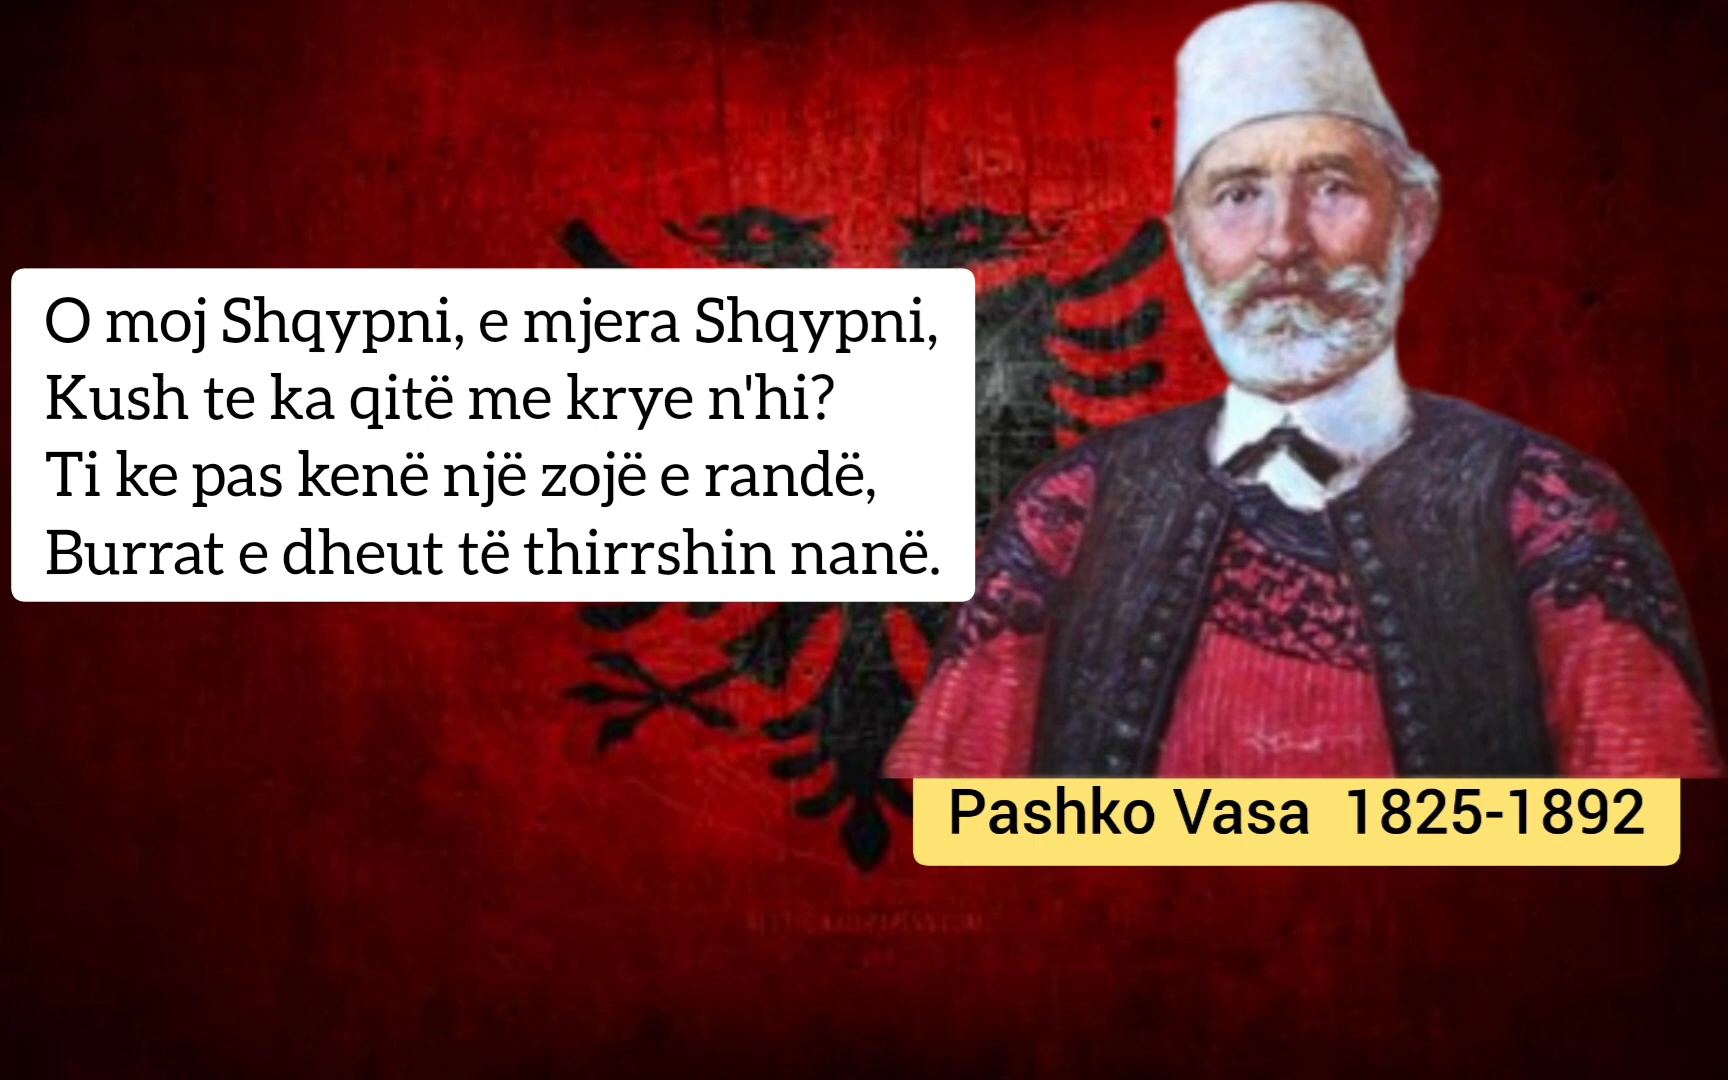 O moj Shqypni, e mjera Shqypni,
Kush te ka qitë me krye n'hi?
Ti ke pas kenë një zojë e randë,
Burrat e dheut të thirrshin nanë.
Pashko Vasa 1825-1892